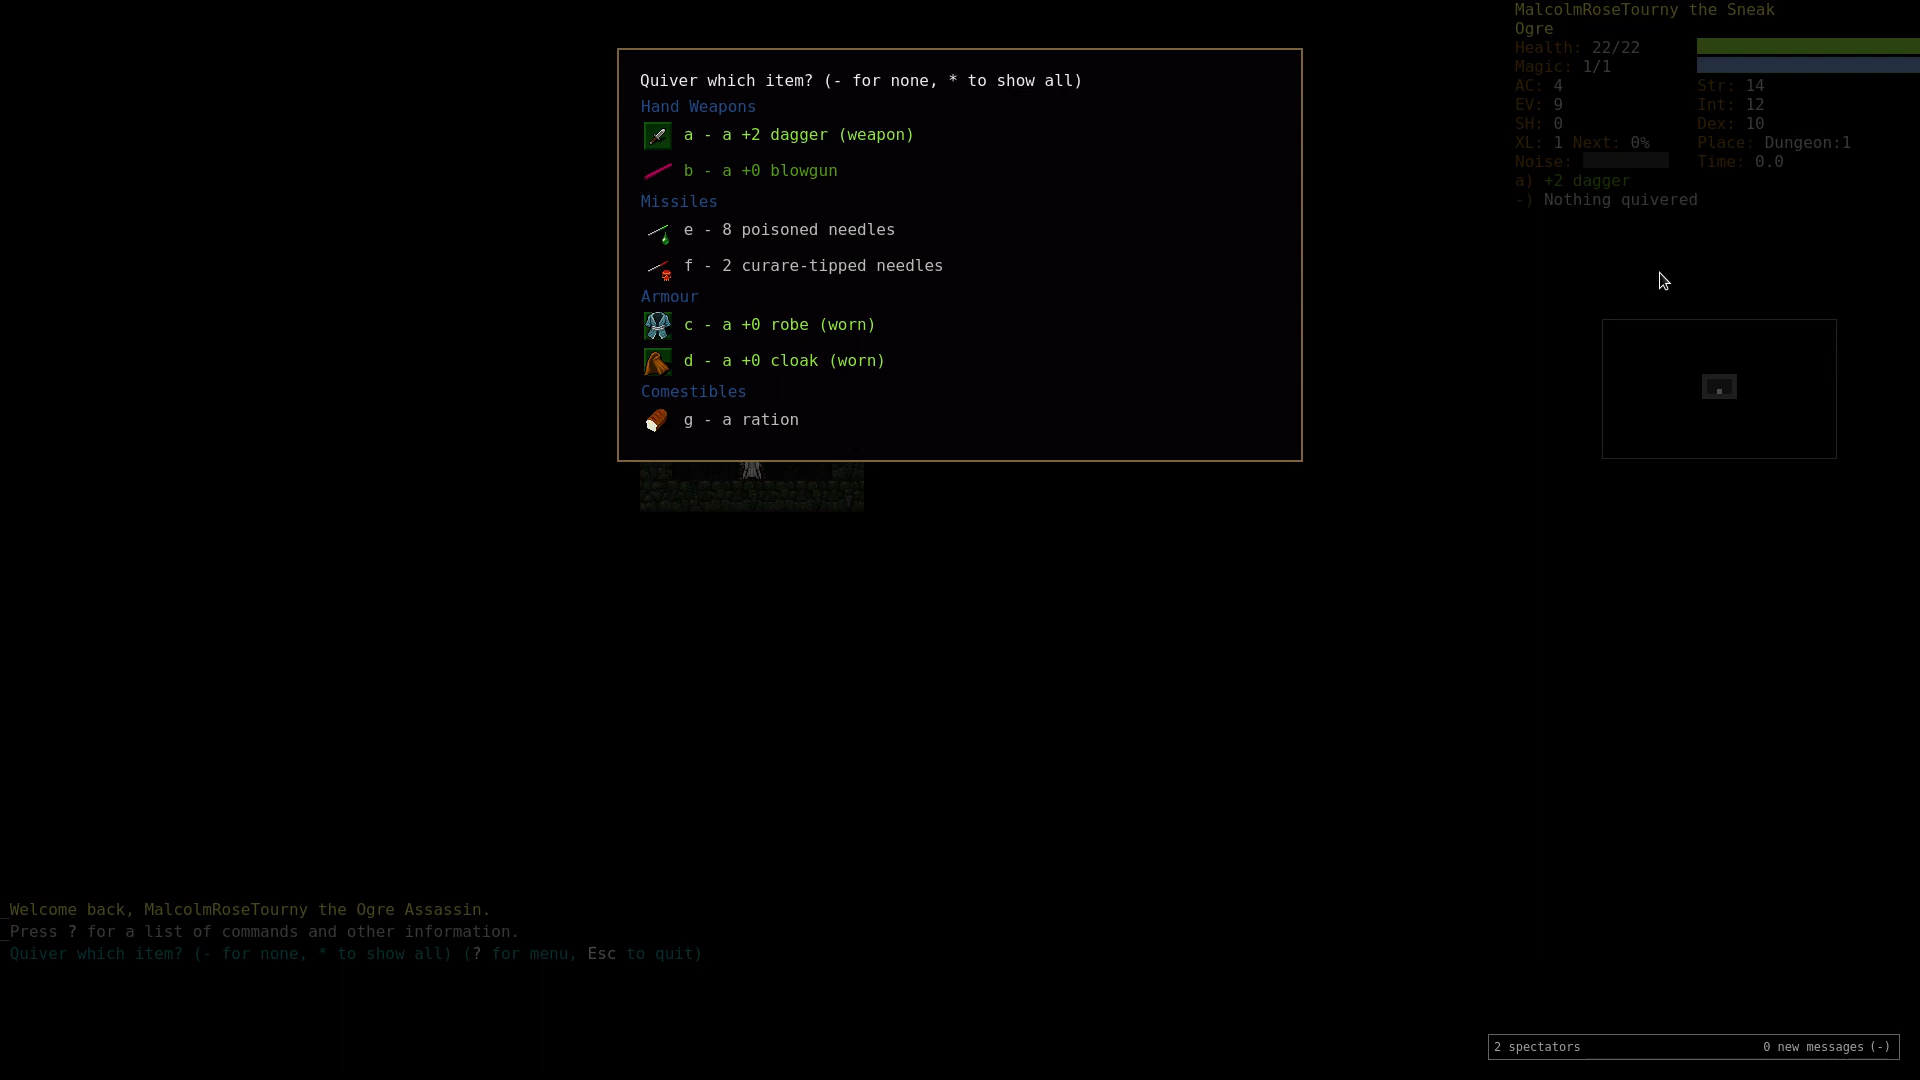 MalcolmRoseTourny the Sneak
Ogre
Health: 22/22
Magic: 1/1
AC: 4 Str: 14
EV: 9 Int: 12
SH: 0 Dex: 10
XL: 1 Next: 0% Place: Dungeon:1
Noise: Time: 0.0
a) +2 dagger
-) Nothing quivered
Quiver which item? (- for none, * to show all)
Hand Weapons
a - a +2 dagger (weapon)
b - a +0 blowgun
Missiles
e - 8 poisoned needles
f - 2 curare-tipped needles
Armour
c - a +0 robe (worn)
d - a +0 cloak (worn)
Comestibles
g - a ration
_Welcome back, MalcolmRoseTourny the Ogre Assassin.
_Press ? for a list of commands and other information.
Quiver which item? (- for none, * to show all) (? for menu, Esc to quit)
2 spectators 0 new messages (-)